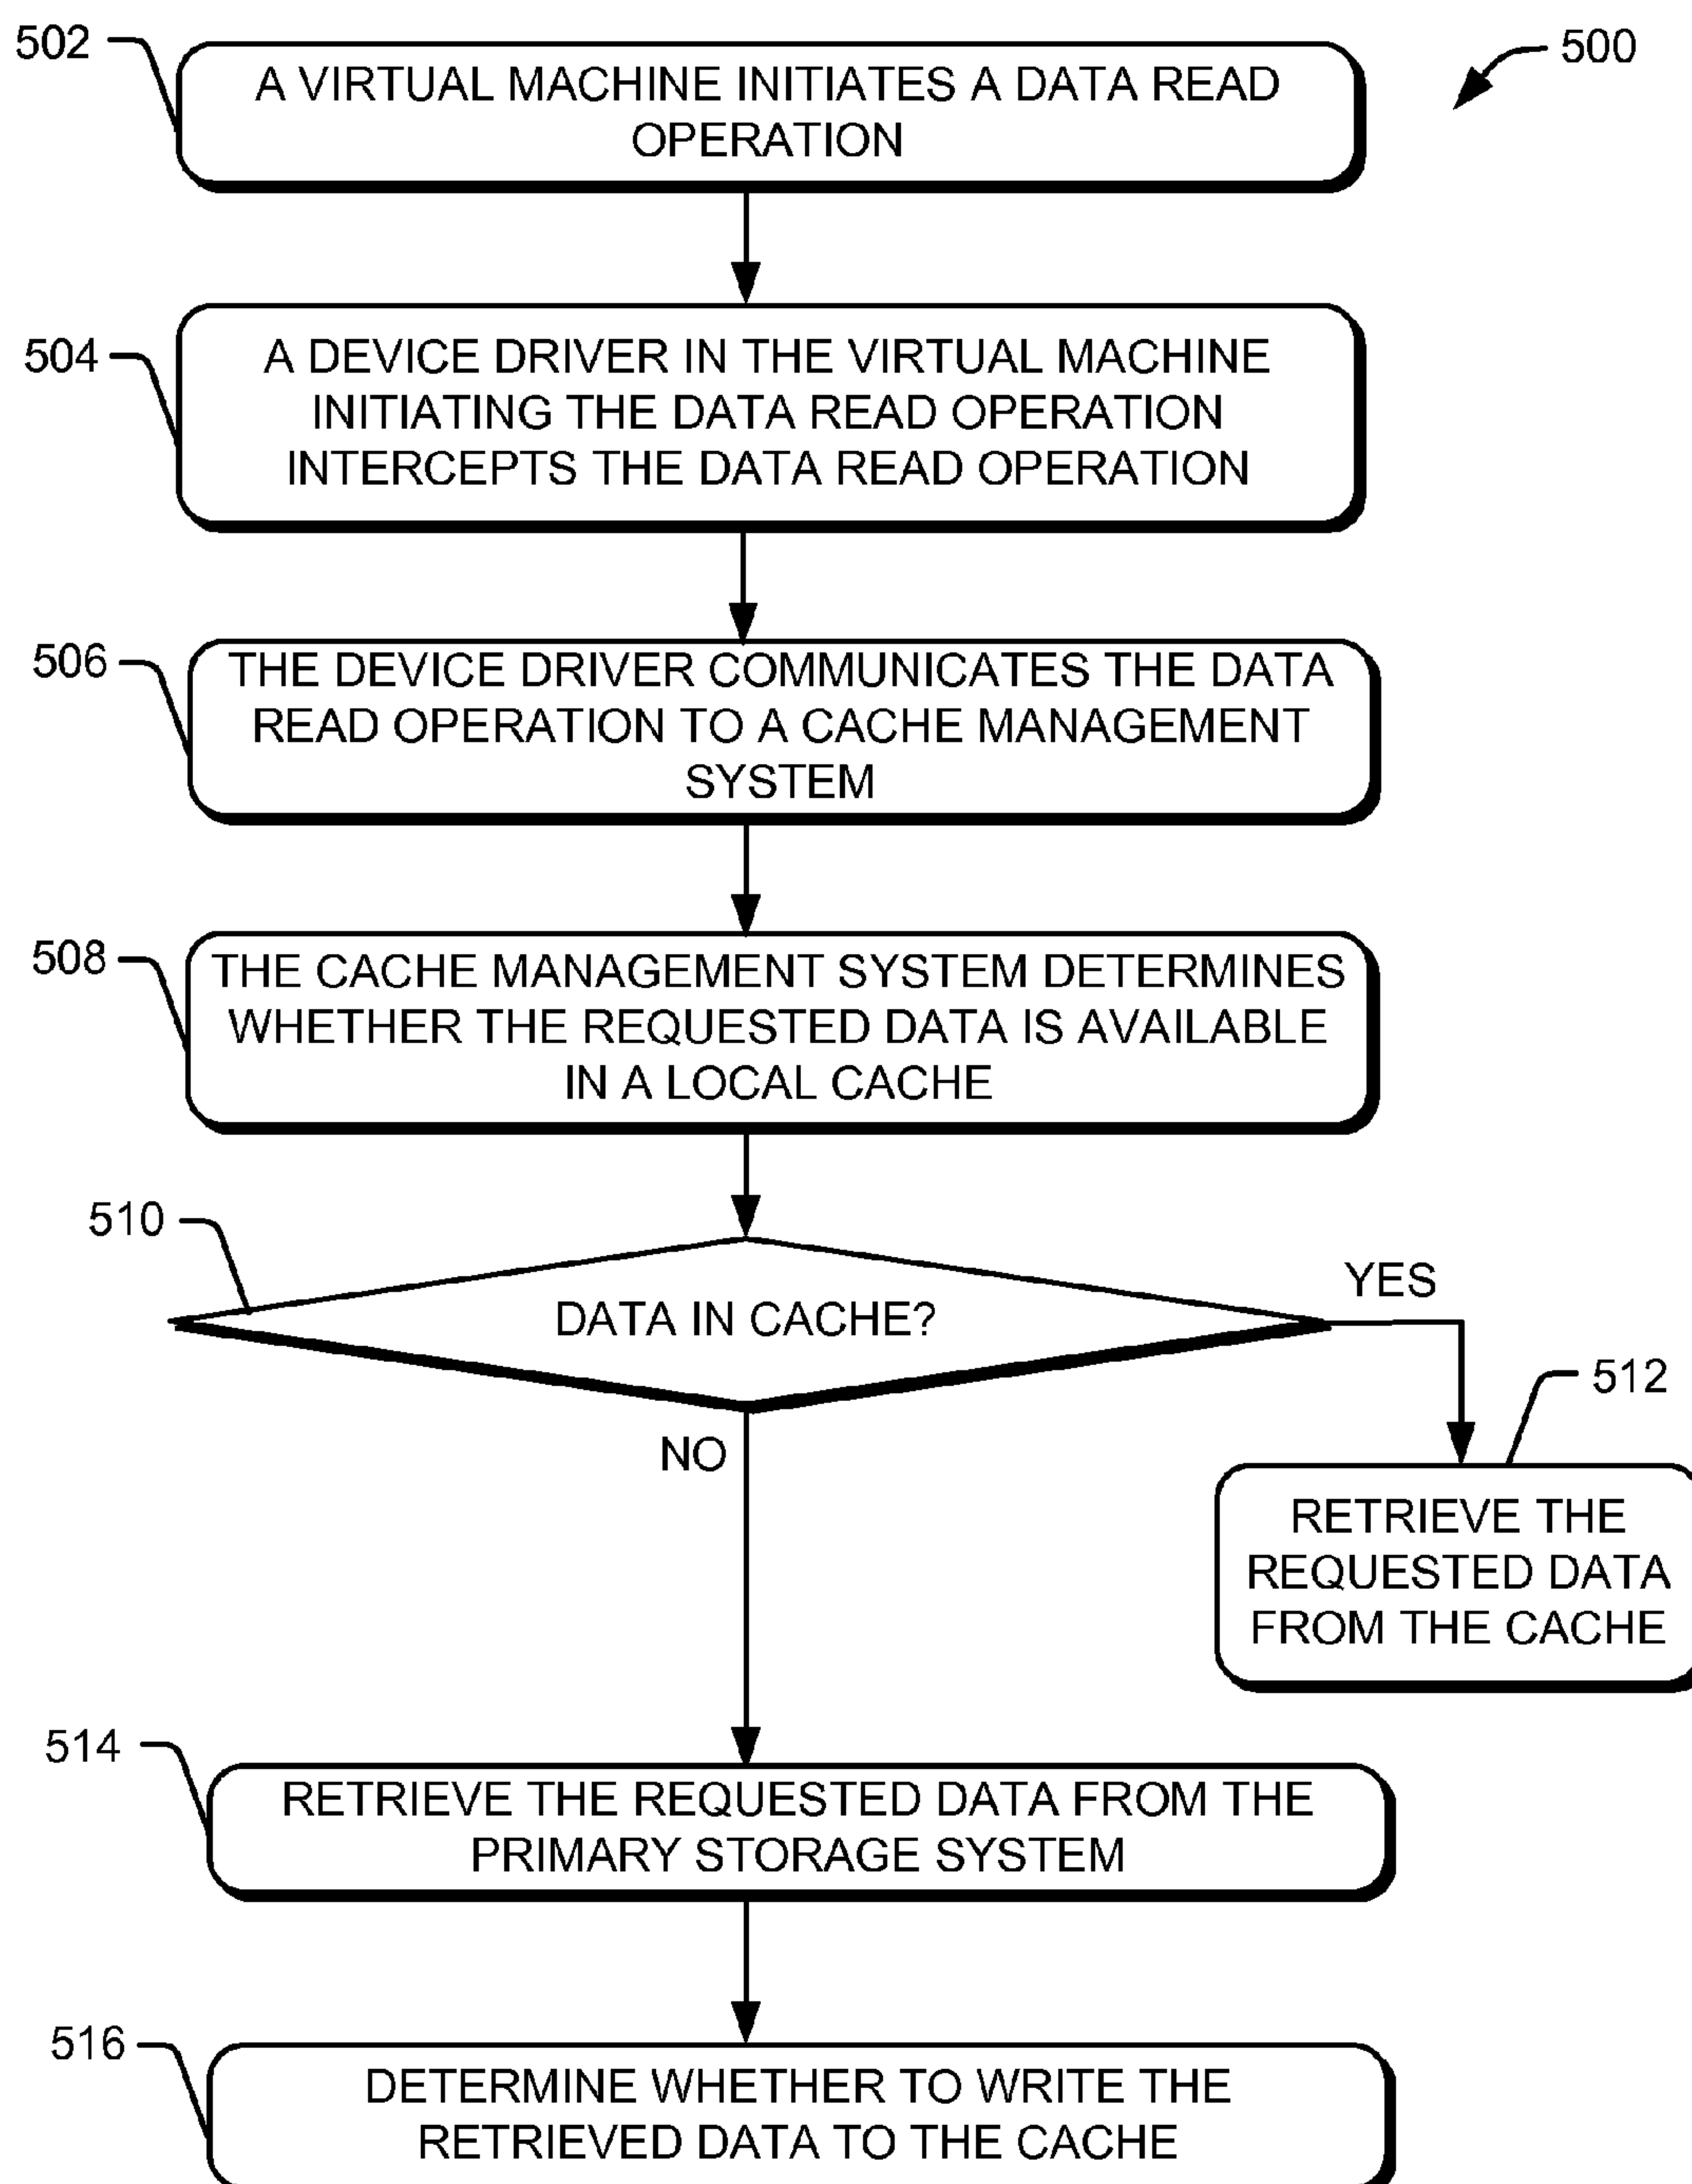 502
500
A VIRTUAL MACHINE INITIATES A DATA READ
OPERATION
504
A DEVICE DRIVER IN THE VIRTUAL MACHINE
INITIATING THE DATA READ OPERATION
INTERCEPTS THE DATA READ OPERATION
506
THE DEVICE DRIVER COMMUNICATES THE DATA
READ OPERATION TO A CACHE MANAGEMENT
SYSTEM
508
THE CACHE MANAGEMENT SYSTEM DETERMINES
WHETHER THE REQUESTED DATA IS AVAILABLE
IN A LOCAL CACHE
510
DATA IN CACHE?
YES
512
NO
RETRIEVE THE
REQUESTED DATA
FROM THE CACHE
514
RETRIEVE THE REQUESTED DATA FROM THE
PRIMARY STORAGE SYSTEM
516
DETERMINE WHETHER TO WRITE THE
RETRIEVED DATA TO THE CACHE